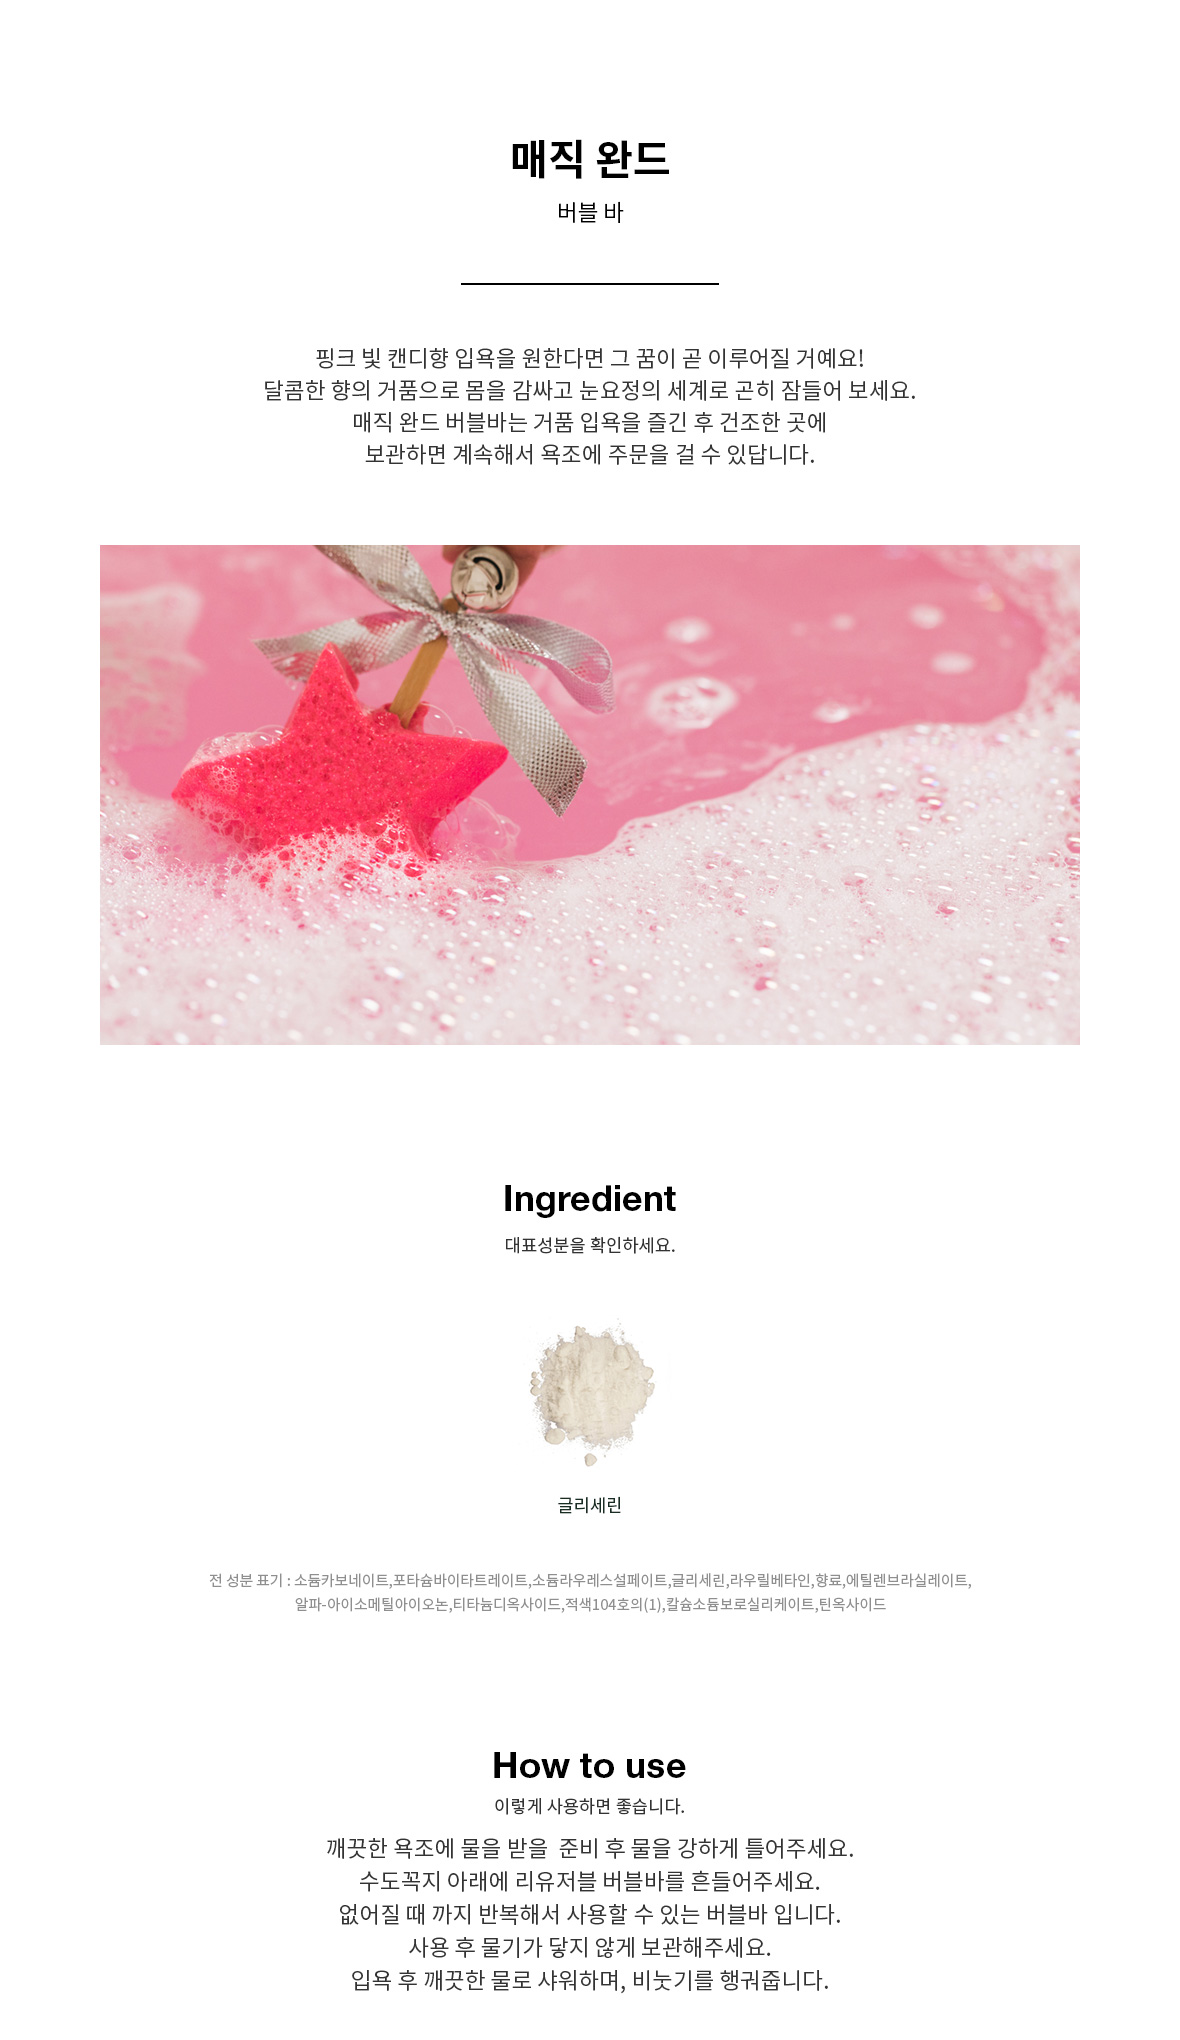 매직 완드
버블 바
핑크 빛 캔디향 입욕을 원한다면 그 꿈이 곧 이루어질 거예요!
달콤한 향의 거품으로 몸을 감싸고 눈요정의 세계로 곤히 잠들어 보세요.
매직 완드 버블바는 거품 입욕을 즐긴 후 건조한 곳에
보관하면 계속해서 욕조에 주문을 걸 수 있답니다.
Ingredient
대표성분을 확인하세요.
글리세린
전 성분 표기 : 소듐카보네이트,포타슘바이타트레이트,소듐라우레스설페이트,글리세린,라우릴베타인,향료,에틸렌브라실레이트,
알파-아이소메틸아이오논,티타늄디옥사이드,적색104호의(1),칼슘소듐보로실리케이트,틴옥사이드
How to use
이렇게 사용하면 좋습니다.
깨끗한 욕조에 물을 받을  준비 후 물을 강하게 틀어주세요.
수도꼭지 아래에 리유저블 버블바를 흔들어주세요.
없어질 때 까지 반복해서 사용할 수 있는 버블바 입니다.
사용 후 물기가 닿지 않게 보관해주세요.
입욕 후 깨끗한 물로 샤워하며, 비눗기를 행궈줍니다.